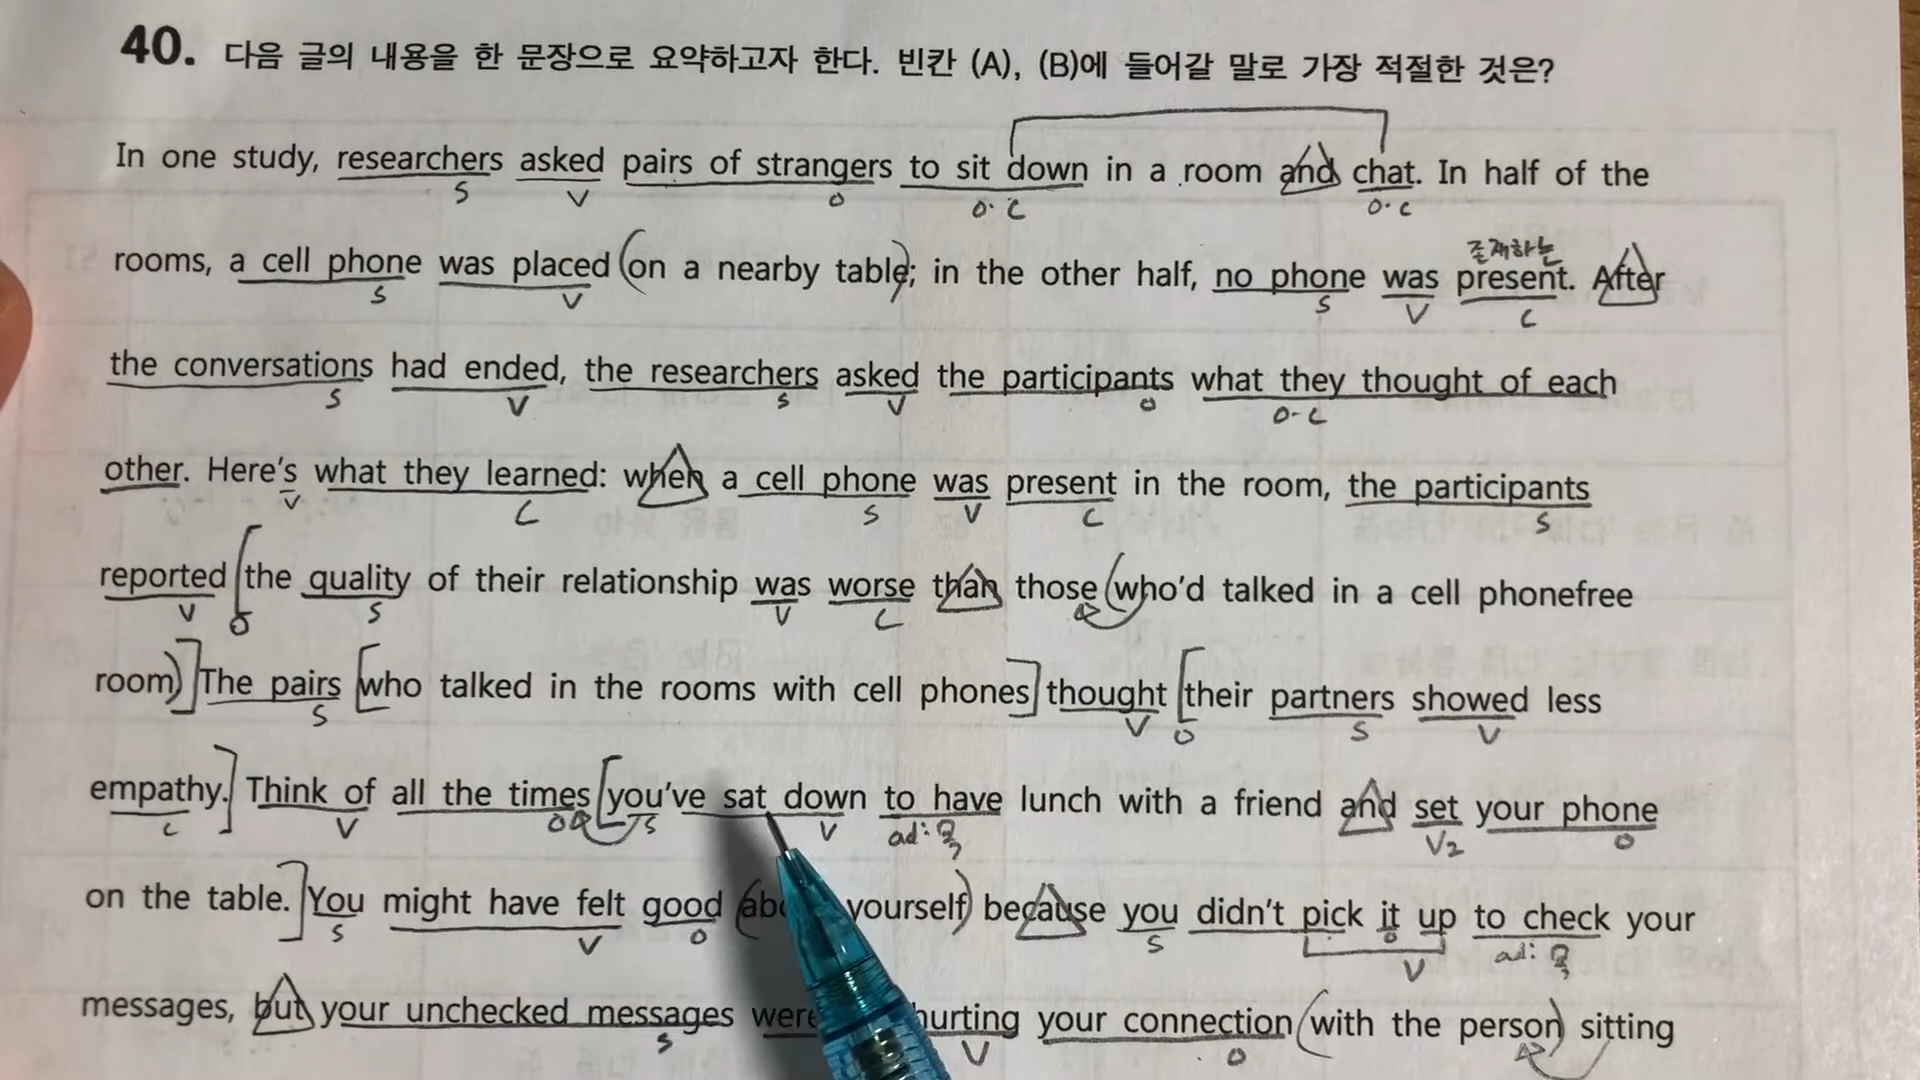 40. 다음 글의 내용을 한 문장으로 요약하고자 한다. 빈칸 (A), (B)에 들어갈 말로 가장 적절한 것은?
In one study, researchers asked pairs of strangers to sit down in a room and chat. In half of the
S V O O·C O·C
존재하는
rooms, a cell phone was placed (on a nearby table); in the other half, no phone was present. After
S V S V C
the conversations had ended, the researchers asked the participants what they thought of each
S V S V O O·C
other. Here's what they learned: when a cell phone was present in the room, the participants
V C S V C S
reported [the quality of their relationship was worse than those (who'd talked in a cell phonefree
V O S V C
room)] The pairs [who talked in the rooms with cell phones] thought [their partners showed less
S V O S V
empathy.] Think of all the times [you've sat down to have lunch with a friend and set your phone
C V O S V ad: V2 O
on the table.] You might have felt good ( yourself) because you didn't pick it up to check your
S V O S O V ad:
messages, but your unchecked messages were hurting your connection (with the person) sitting
S V O